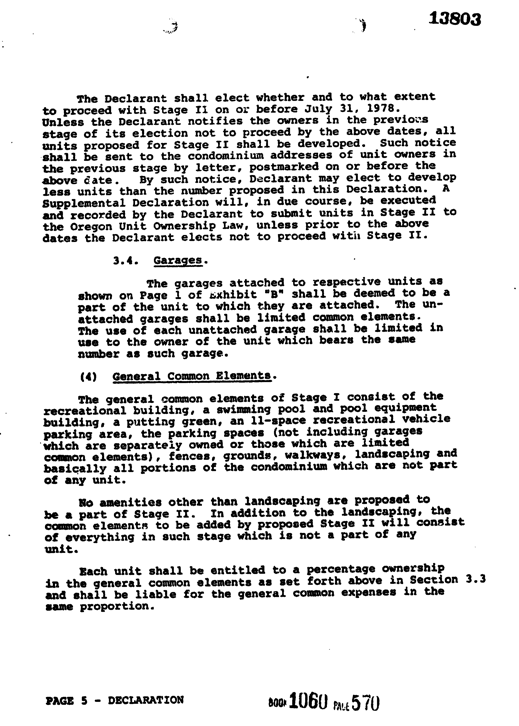 13803
The Declarant shall elect whether and to what extent
to proceed with Stage II on or before July 31, 1978.
Unless the Declarant notifies the owners in the previous
stage of its election not to proceed by the above dates, all
units proposed for Stage II shall be developed. Such notice
shall be sent to the condominium addresses of unit owners in
the previous stage by letter, postmarked on or before the
above date. By such notice, Declarant may elect to develop
less units than the number proposed in this Declaration. A
Supplemental Declaration will, in due course, be executed
and recorded by the Declarant to submit units in Stage II to
the Oregon Unit Ownership Law, unless prior to the above
dates the Declarant elects not to proceed with Stage II.
3.4. Garages.
The garages attached to respective units as
shown on Page 1 of Exhibit "B" shall be deemed to be a
part of the unit to which they are attached. The un-
attached garages shall be limited common elements.
The use of each unattached garage shall be limited in
use to the owner of the unit which bears the same
number as such garage.
(4) General Common Elements.
The general common elements of Stage I consist of the
recreational building, a swimming pool and pool equipment
building, a putting green, an 11-space recreational vehicle
parking area, the parking spaces (not including garages
which are separately owned or those which are limited
common elements), fences, grounds, walkways, landscaping and
basically all portions of the condominium which are not part
of any unit.
No amenities other than landscaping are proposed to
be a part of Stage II. In addition to the landscaping, the
common elements to be added by proposed Stage II will consist
of everything in such stage which is not a part of any
unit.
Each unit shall be entitled to a percentage ownership
in the general common elements as set forth above in Section 3.3
and shall be liable for the general common expenses in the
same proportion.
PAGE 5 - DECLARATION
BOOK 1060 PAGE 570